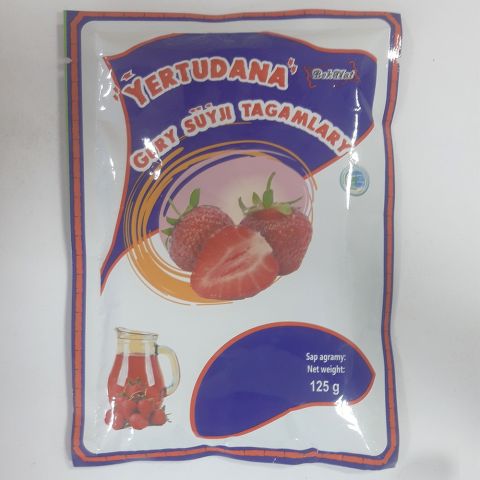 "YERTUDANA"
GURY SÜÝJI TAGAMLARY
Sap agramy:
Net weight:
125 g